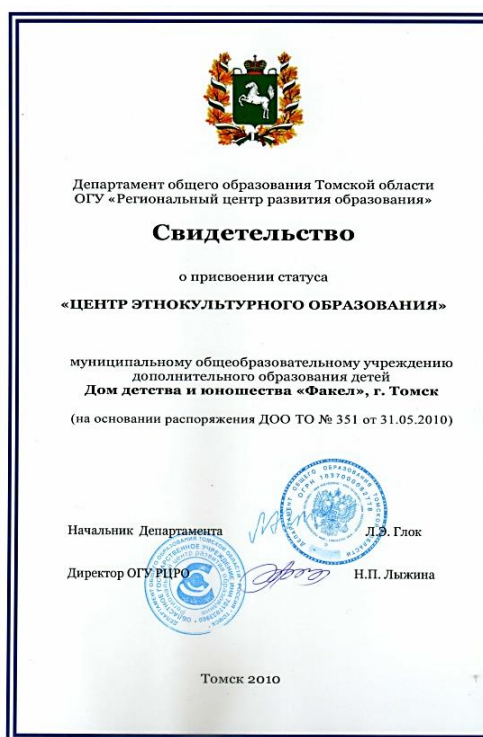 Департамент общего образования Томской области
ОГУ «Региональный центр развития образования»
Свидетельство
о присвоении статуса
«ЦЕНТР ЭТНОКУЛЬТУРНОГО ОБРАЗОВАНИЯ»
муниципальному общеобразовательному учреждению
дополнительного образования детей
Дом детства и юношества «Факел», г. Томск
(на основании распоряжения ДОО ТО № 351 от 31.05.2010)
Начальник Департамента
Л.Э. Глок
Директор ОГУ РЦРО
Н.П. Лыжина
Томск 2010